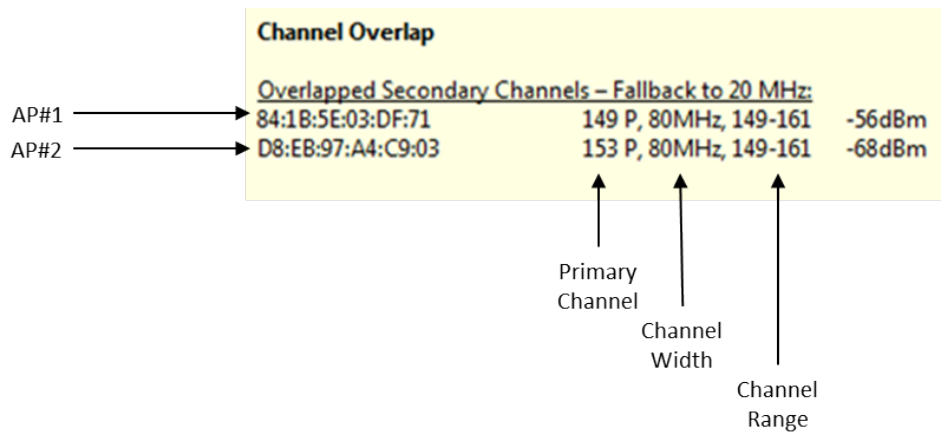 Channel Overlap
Overlapped Secondary Channels – Fallback to 20 MHz:
AP#1
84:1B:5E:03:DF:71 149 P, 80MHz, 149-161 -56dBm
AP#2
D8:EB:97:A4:C9:03 153 P, 80MHz, 149-161 -68dBm
Primary
Channel
Channel
Width
Channel
Range